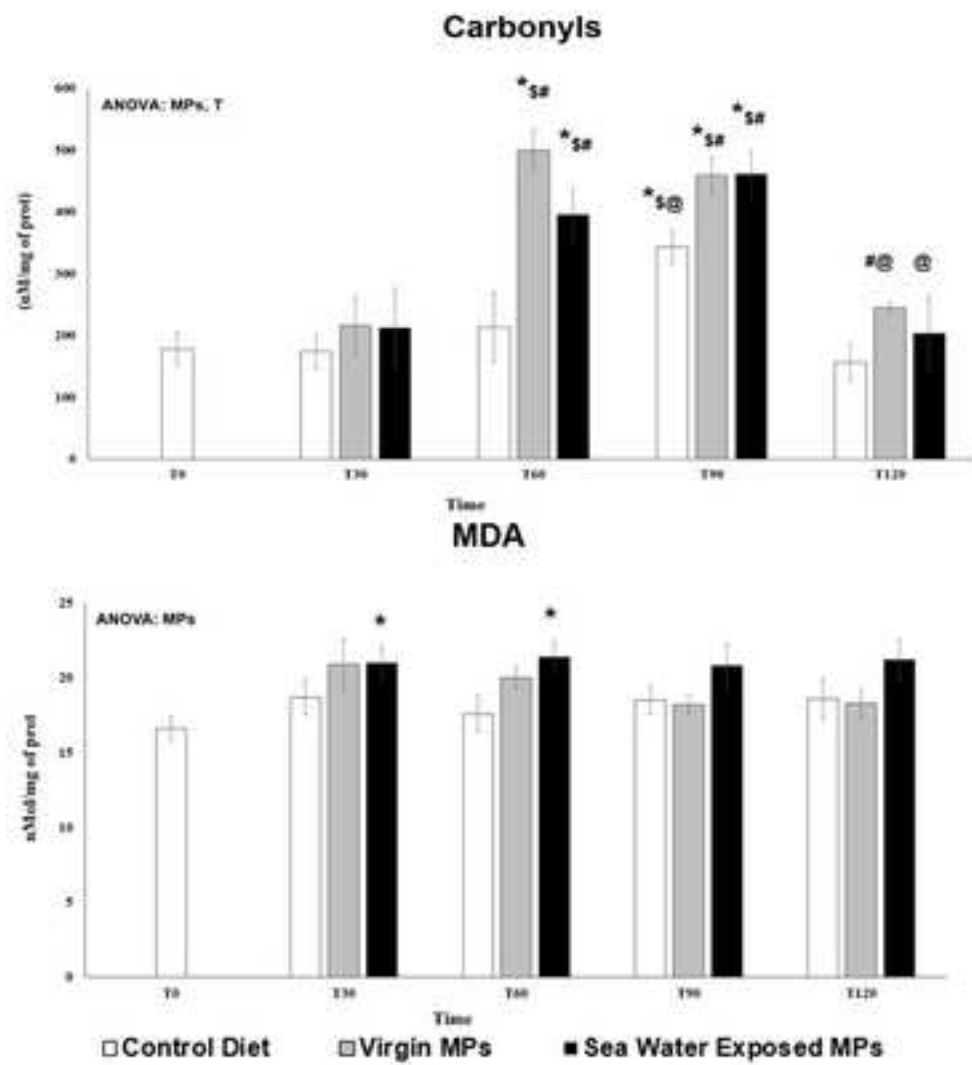 Carbonyls
600
ANOVA: MPs, T
*$#
*$#
500
*$#
*$#
400
*$@
(nM/mg of prot)
300
#@
@
200
100
0
T0
T30
T60
T90
T120
Time
MDA
25
ANOVA: MPs
*
*
20
15
nMol/mg of prot
10
5
0
T0
T30
T60
T90
T120
Time
Control Diet
Virgin MPs
Sea Water Exposed MPs